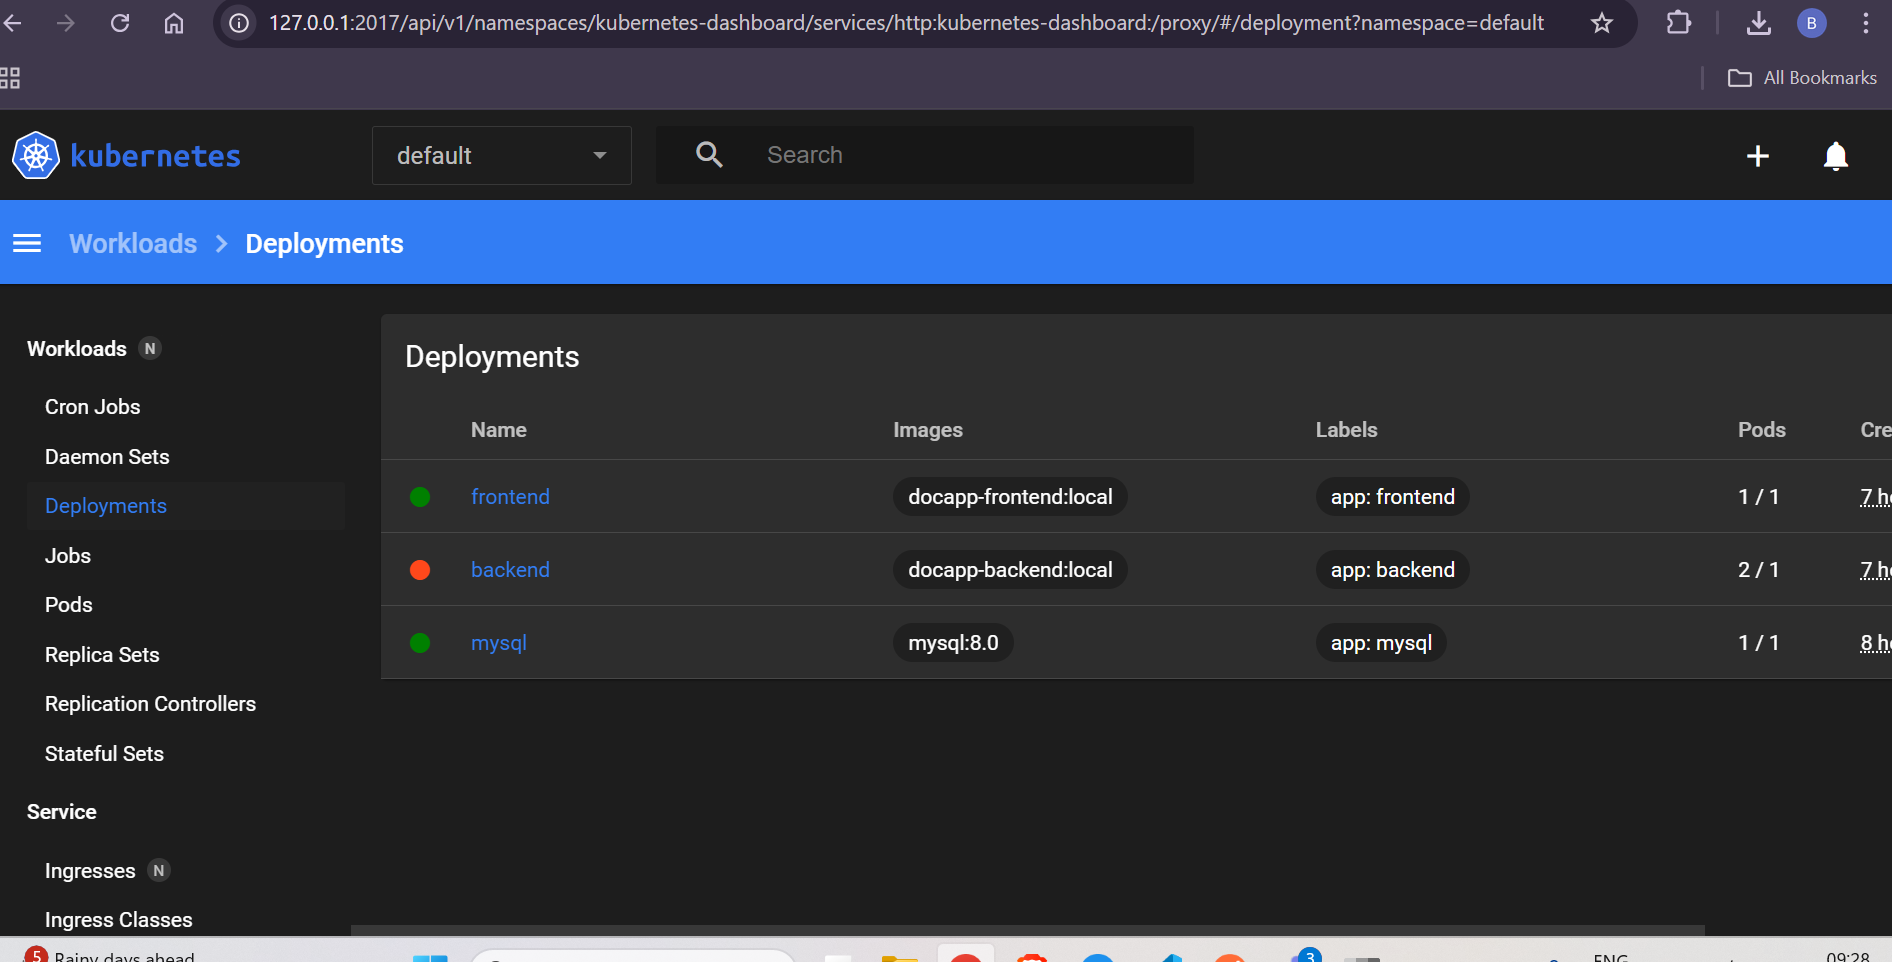 127.0.0.1:2017/api/v1/namespaces/kubernetes-dashboard/services/http:kubernetes-dashboard:/proxy/#/deployment?namespace=default
B
All Bookmarks
kubernetes
default
Search
Workloads > Deployments
Workloads N
Cron Jobs
Daemon Sets
Deployments
Jobs
Pods
Replica Sets
Replication Controllers
Stateful Sets
Service
Ingresses N
Ingress Classes
Deployments
Name Images Labels Pods Cre
frontend docapp-frontend:local app: frontend 1 / 1 7 h
backend docapp-backend:local app: backend 2 / 1 7 h
mysql mysql:8.0 app: mysql 1 / 1 8 h
5 Rainy days ahead
3
ENG
09:28